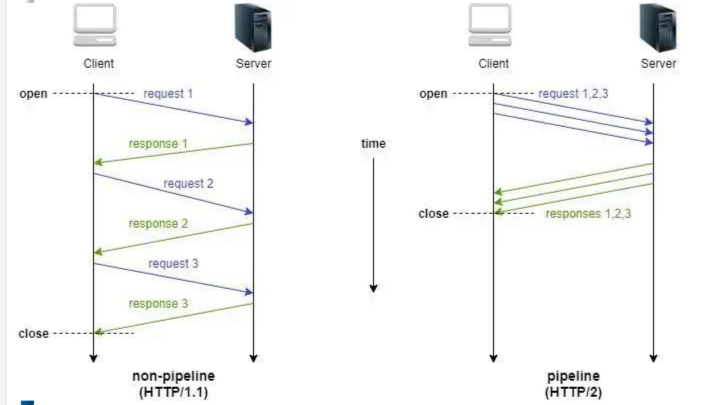 Client
Server
open
request 1
response 1
request 2
response 2
request 3
response 3
close
non-pipeline
(HTTP/1.1)
time
Client
Server
open
request 1,2,3
close
responses 1,2,3
pipeline
(HTTP/2)